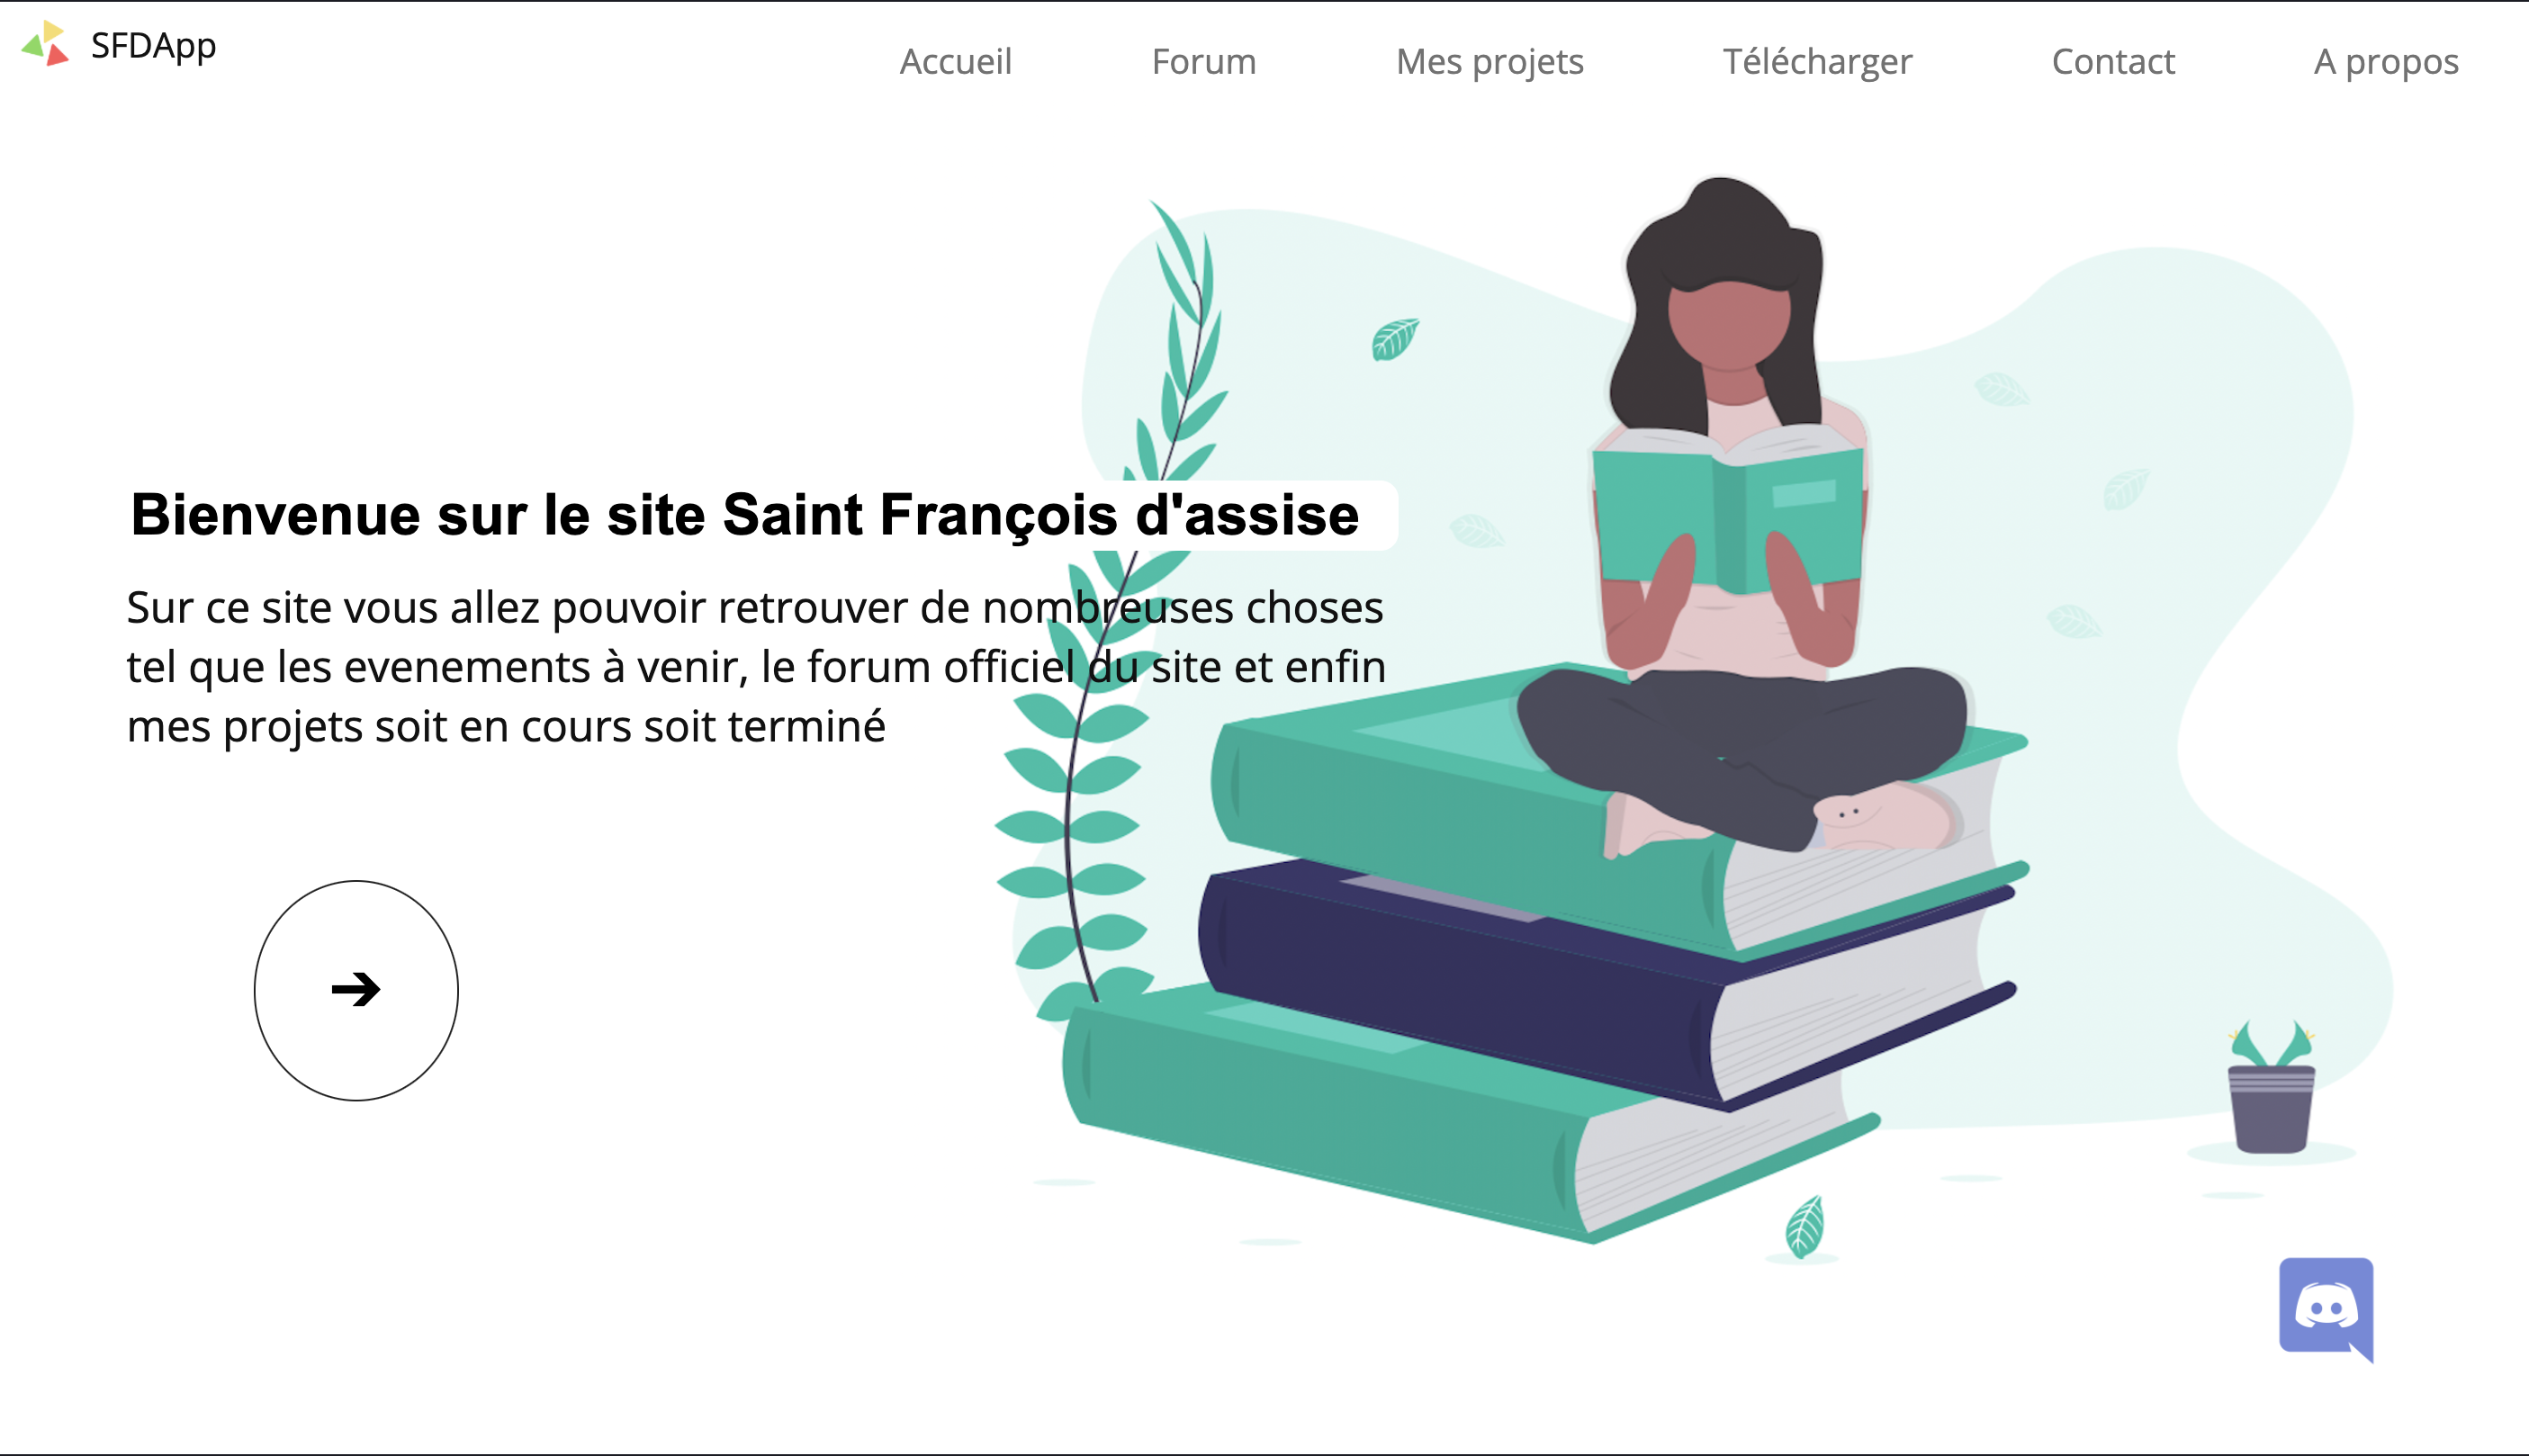 SFDApp
Accueil
Forum
Mes projets
Télécharger
Contact
A propos
Bienvenue sur le site Saint François d'assise
Sur ce site vous allez pouvoir retrouver de nombreuses choses
tel que les evenements à venir, le forum officiel du site et enfin
mes projets soit en cours soit terminé